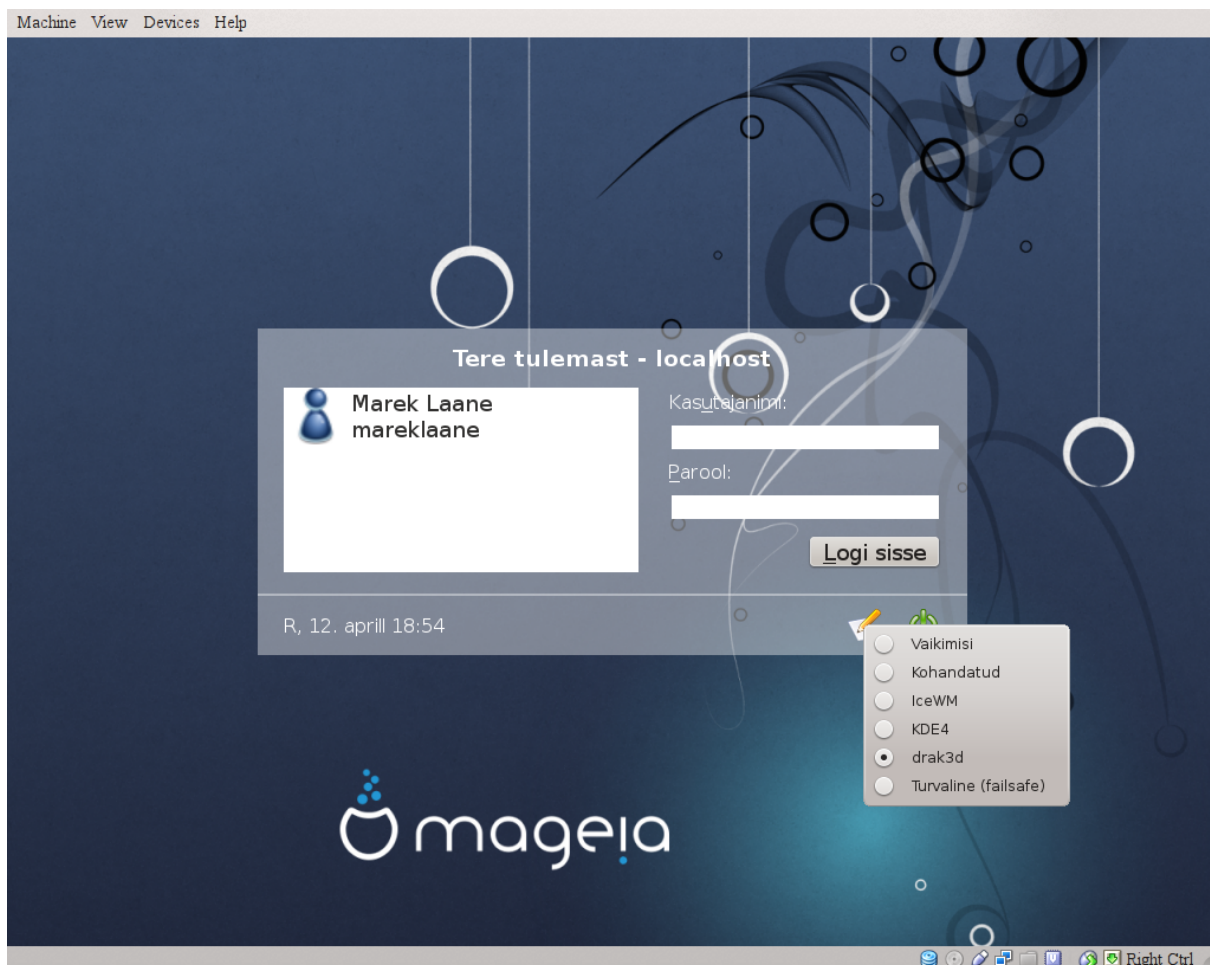 Machine View Devices Help
Tere tulemast - localhost
Marek Laane
mareklaane
Kasutajanimi:
Parool:
Logi sisse
R, 12. aprill 18:54
Vaikimisi
Kohandatud
IceWM
KDE4
drak3d
Turvaline (failsafe)
mageia
Right Ctrl